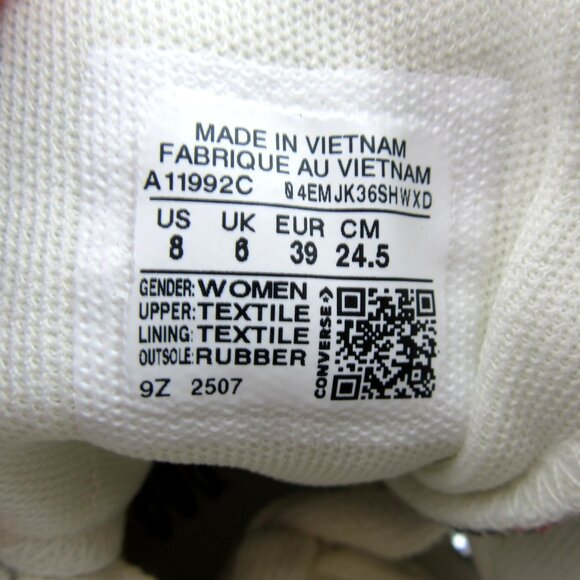 MADE IN VIETNAM
FABRIQUE AU VIETNAM
A11992C 04EMJK36SHWXD
US UK EUR CM
8 6 39 24.5
GENDER: WOMEN
UPPER: TEXTILE
LINING: TEXTILE
OUTSOLE: RUBBER
CONVERSE
9Z 2507